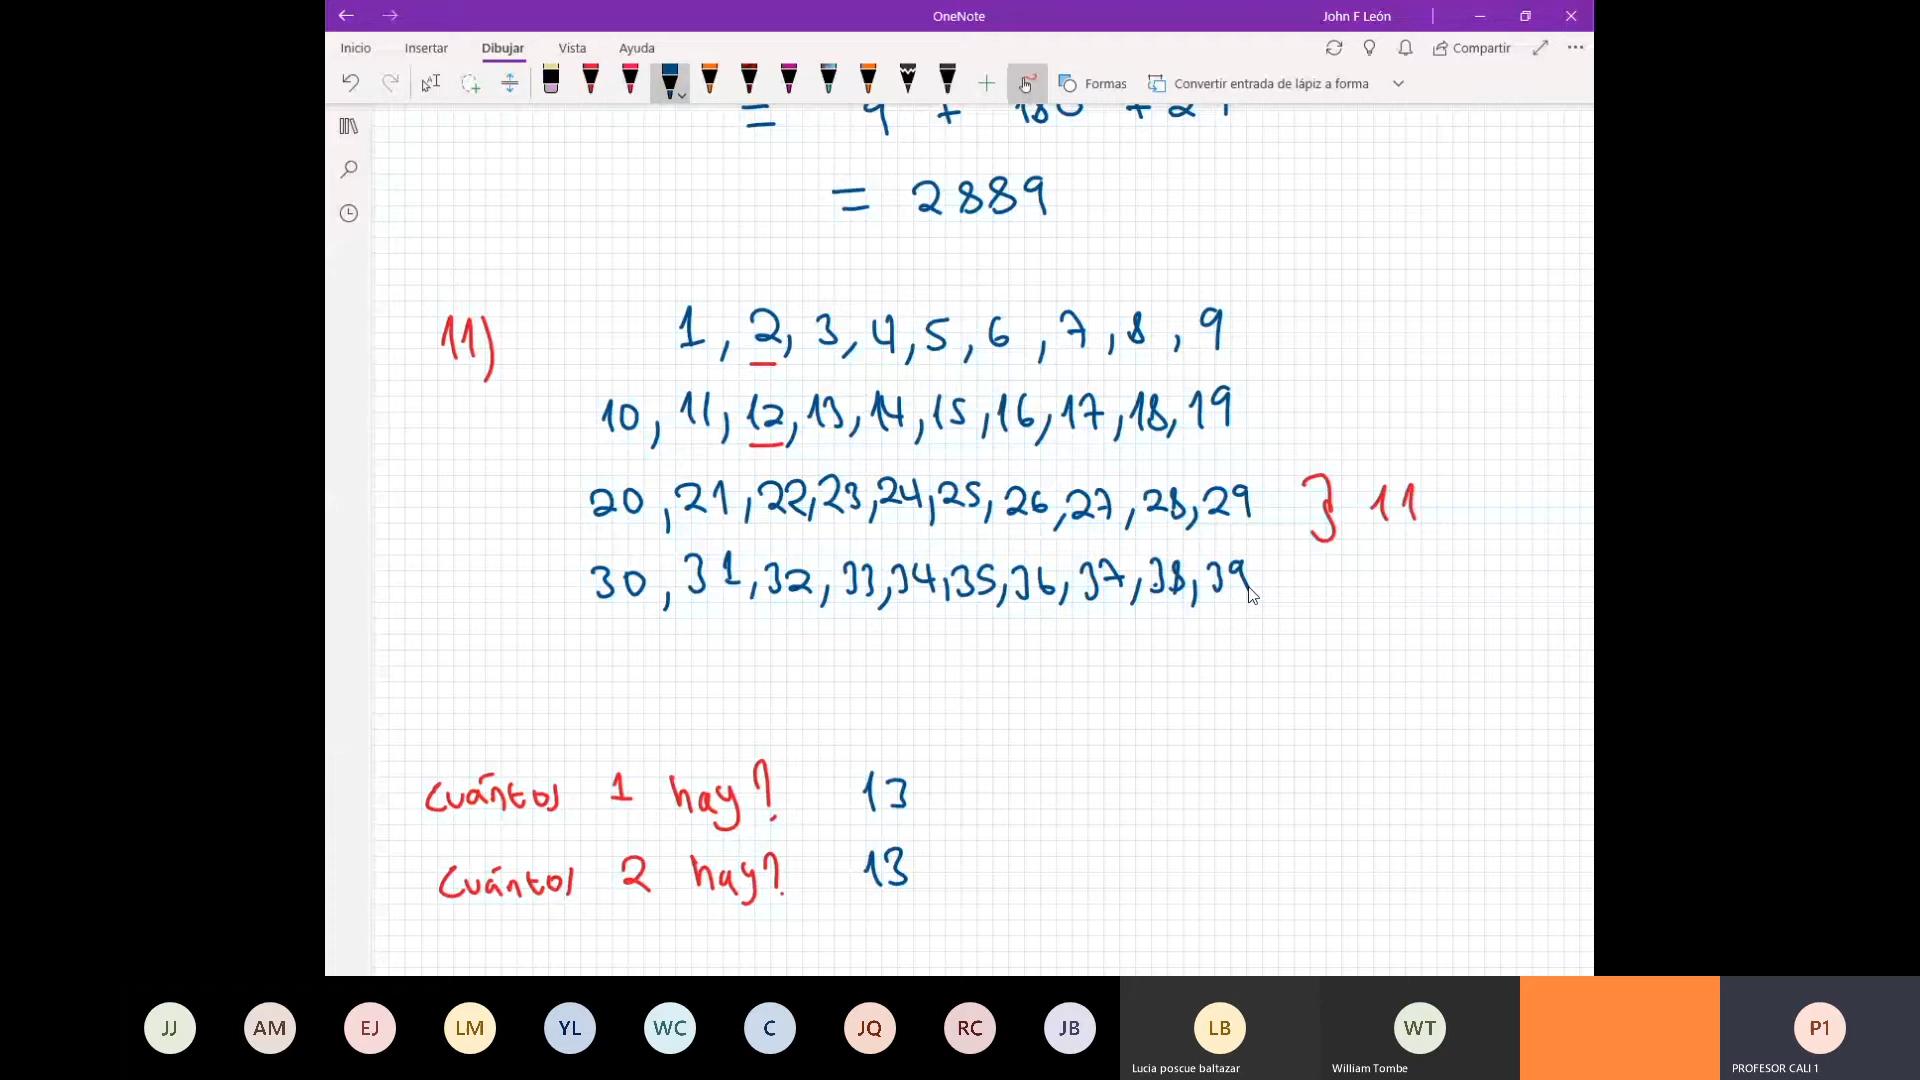 OneNote
John F León
Inicio Insertar Dibujar Vista Ayuda
Compartir
Formas Convertir entrada de lápiz a forma
= 9 + 180 +
= 2889
11) 1, 2, 3, 4, 5, 6, 7, 8, 9
10, 11, 12, 13, 14, 15, 16, 17, 18, 19
20, 21, 22, 23, 24, 25, 26, 27, 28, 29 } 11
30, 31, 32, 33, 34, 35, 36, 37, 38, 39
Cuántos 1 hay? 13
Cuántos 2 hay? 13
JJ AM EJ LM YL WC C JQ RC JB LB WT P1
Lucia poscue baltazar William Tombe PROFESOR CALI 1